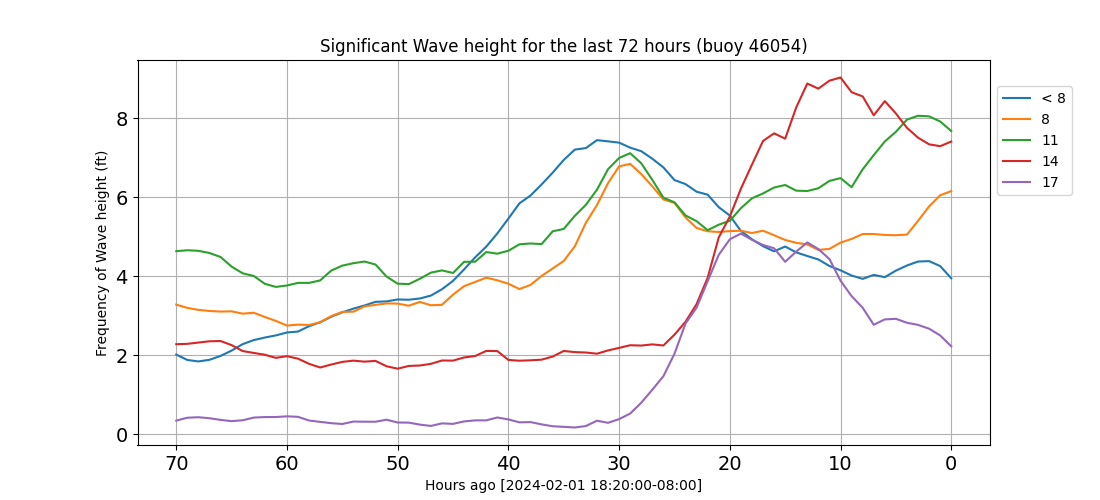 Significant Wave height for the last 72 hours (buoy 46054)
Frequency of Wave height (ft)
8
6
4
2
0
70 60 50 40 30 20 10 0
Hours ago [2024-02-01 18:20:00-08:00]
< 8
8
11
14
17